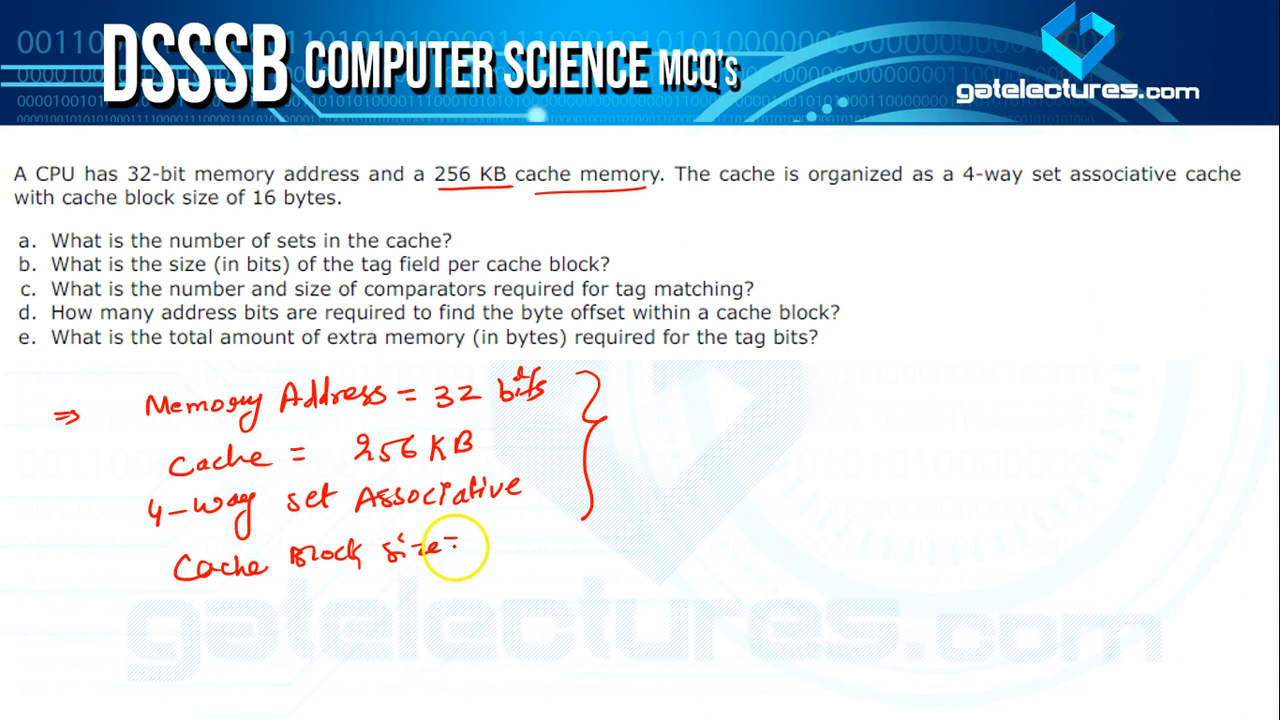 DSSSB COMPUTER SCIENCE MCQ's
gatelectures.com
A CPU has 32-bit memory address and a 256 KB cache memory. The cache is organized as a 4-way set associative cache
with cache block size of 16 bytes.
a. What is the number of sets in the cache?
b. What is the size (in bits) of the tag field per cache block?
c. What is the number and size of comparators required for tag matching?
d. How many address bits are required to find the byte offset within a cache block?
e. What is the total amount of extra memory (in bytes) required for the tag bits?
⇒ Memory Address = 32 bits
Cache = 256 KB
4-way set Associative
Cache Block size=
gatelectures.com